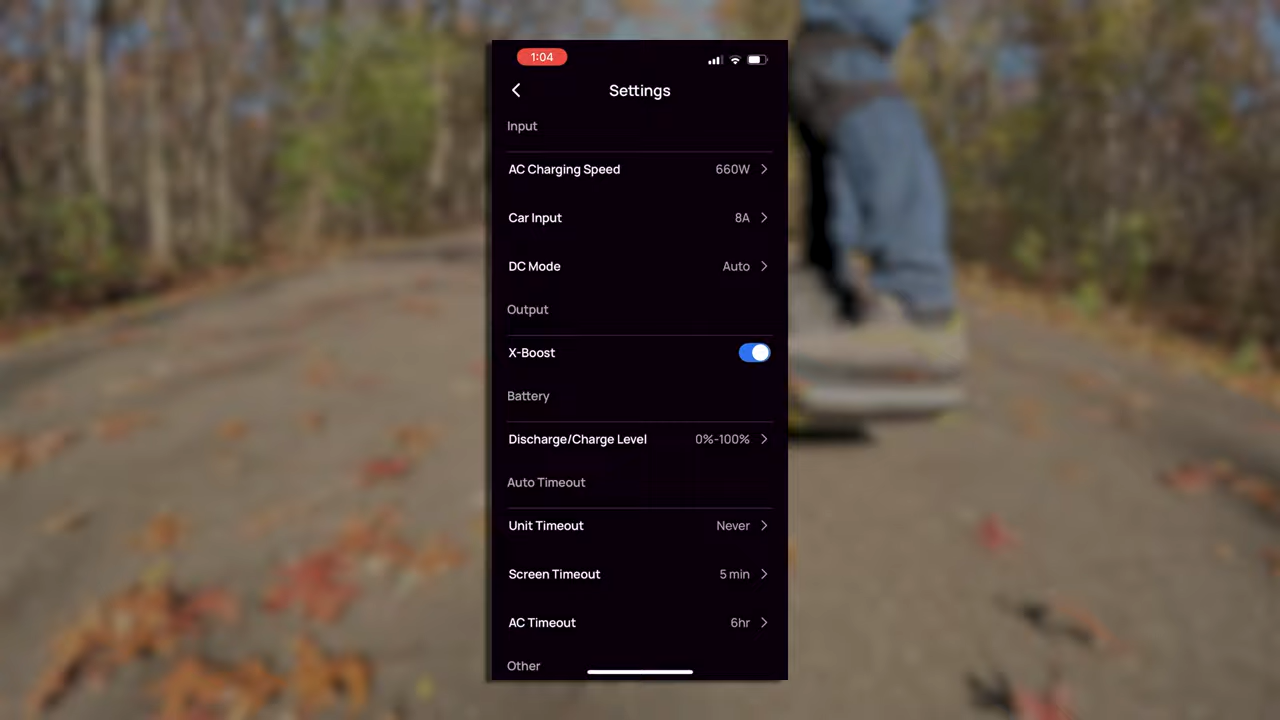 1:04
Settings
Input
AC Charging Speed 660W
Car Input 8A
DC Mode Auto
Output
X-Boost
Battery
Discharge/Charge Level 0%-100%
Auto Timeout
Unit Timeout Never
Screen Timeout 5 min
AC Timeout 6hr
Other